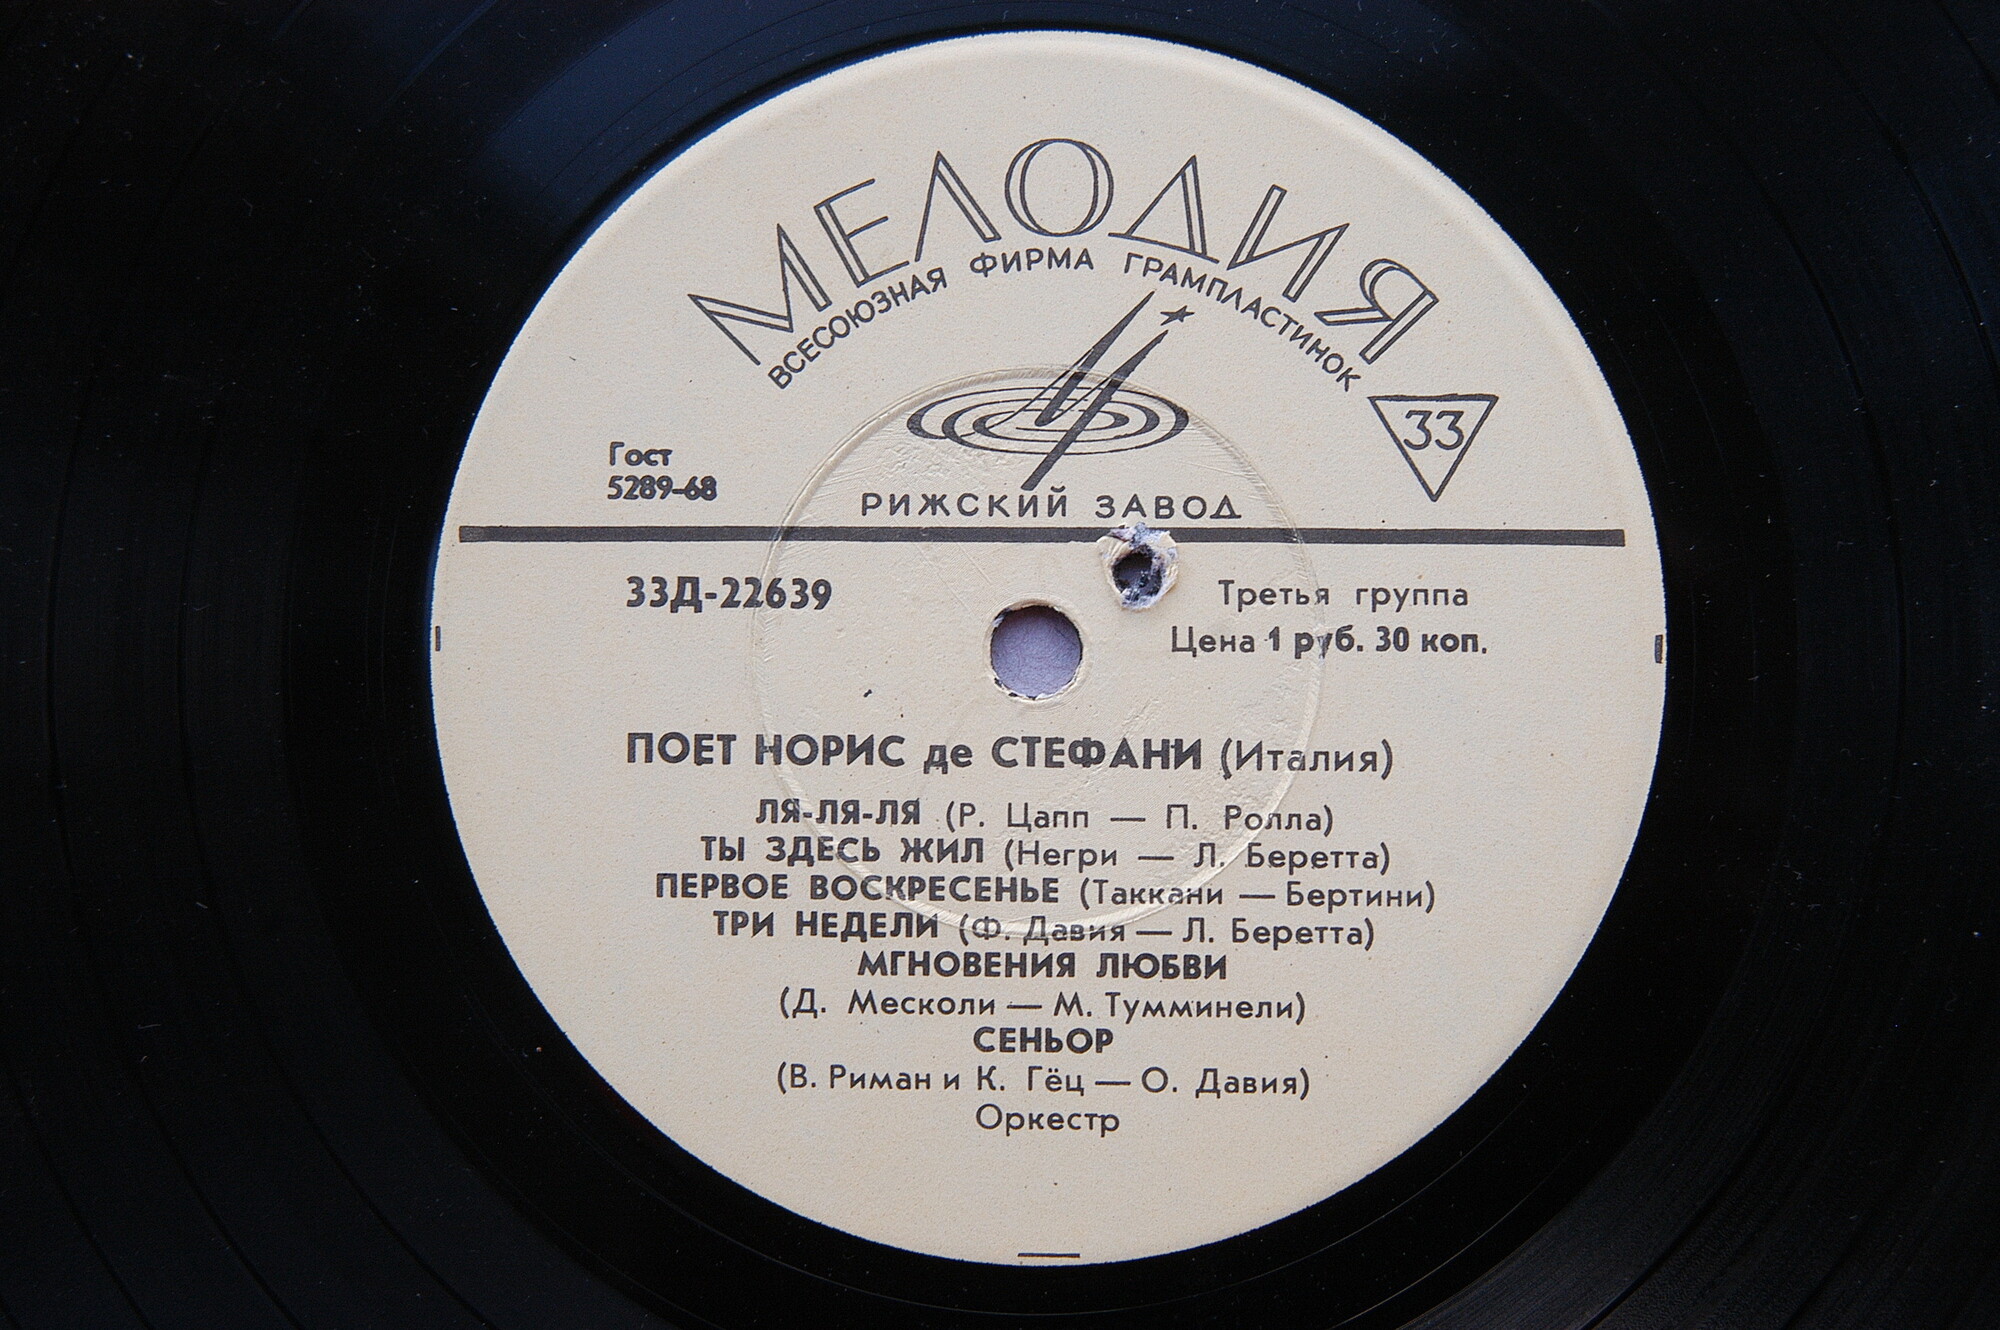 МЕЛОДИЯ
ВСЕСОЮЗНАЯ ФИРМА ГРАМПЛАСТИНОК
33
Гост
5289-68
РИЖСКИЙ ЗАВОД
33Д-22639
Третья группа
Цена 1 руб. 30 коп.
ПОЕТ НОРИС де СТЕФАНИ (Италия)
ЛЯ-ЛЯ-ЛЯ (Р. Цапп — П. Ролла)
ТЫ ЗДЕСЬ ЖИЛ (Негри — Л. Беретта)
ПЕРВОЕ ВОСКРЕСЕНЬЕ (Таккани — Бертини)
ТРИ НЕДЕЛИ (Ф. Давия — Л. Беретта)
МГНОВЕНИЯ ЛЮБВИ
(Д. Месколи — М. Тумминели)
СЕНЬОР
(В. Риман и К. Гёц — О. Давия)
Оркестр